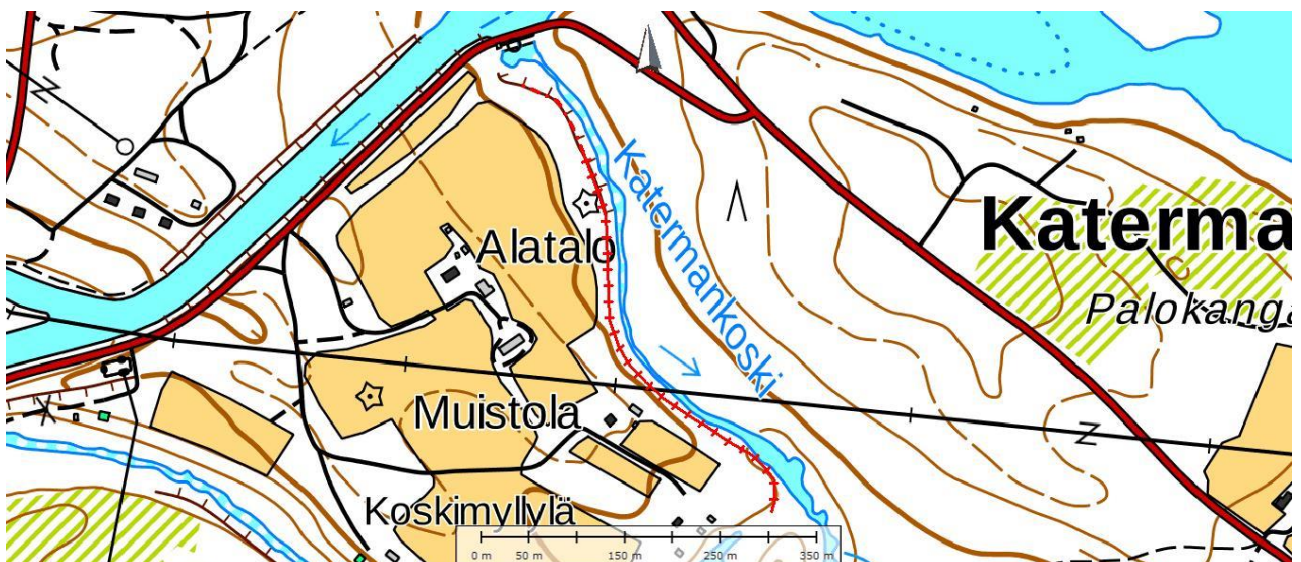 Katermankoski
Katerma
Alatalo
Palokanga
Muistola
Koskimyllylä
0 m 50 m 150 m 250 m 350 m